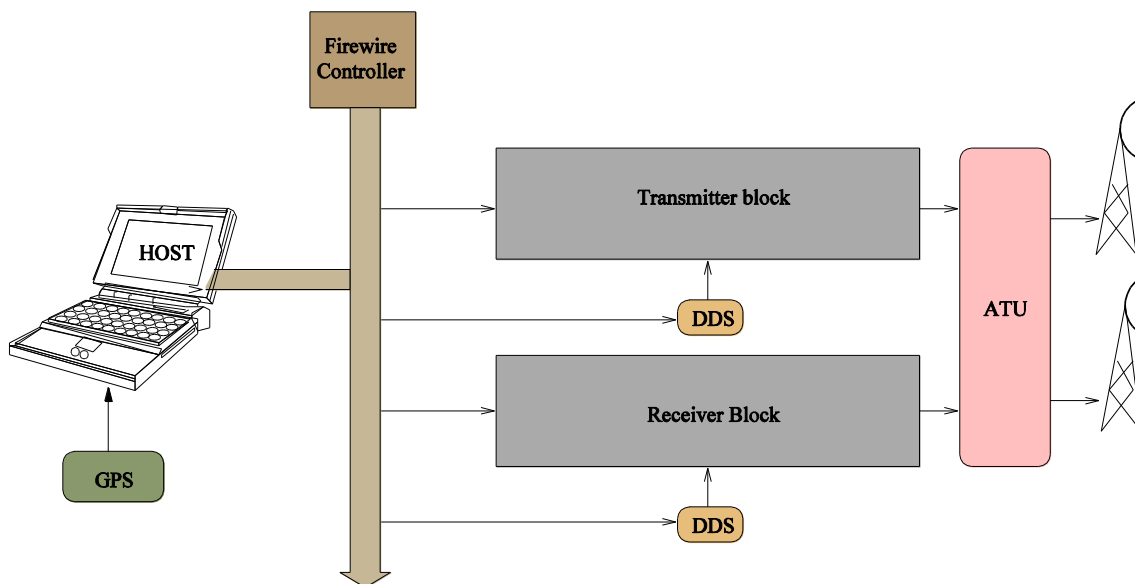 Firewire
Controller
Transmitter block
HOST
DDS
ATU
Receiver Block
GPS
DDS